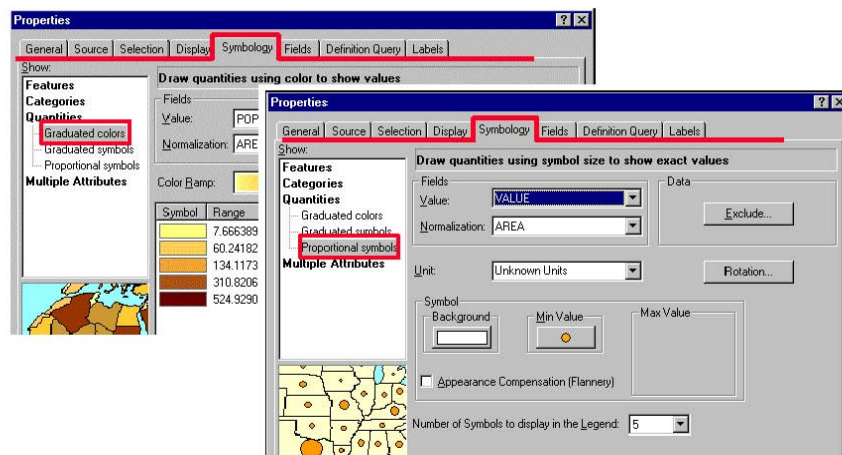 Properties
General Source Selection Display Symbology Fields Definition Query Labels
Show:
Features
Categories
Quantities
Graduated colors
Graduated symbols
Proportional symbols
Multiple Attributes
Draw quantities using color to show values
Fields
Value: POP
Normalization: ARE
Color Ramp:
Symbol Range
7.666389
60.24182
134.1173
310.8206
524.9290
Properties
General Source Selection Display Symbology Fields Definition Query Labels
Show:
Features
Categories
Quantities
Graduated colors
Graduated symbols
Proportional symbols
Multiple Attributes
Draw quantities using symbol size to show exact values
Fields
Value: VALUE
Normalization: AREA
Data
Exclude...
Unit: Unknown Units
Rotation...
Symbol
Background
Min Value
Max Value
Appearance Compensation (Flannery)
Number of Symbols to display in the Legend: 5